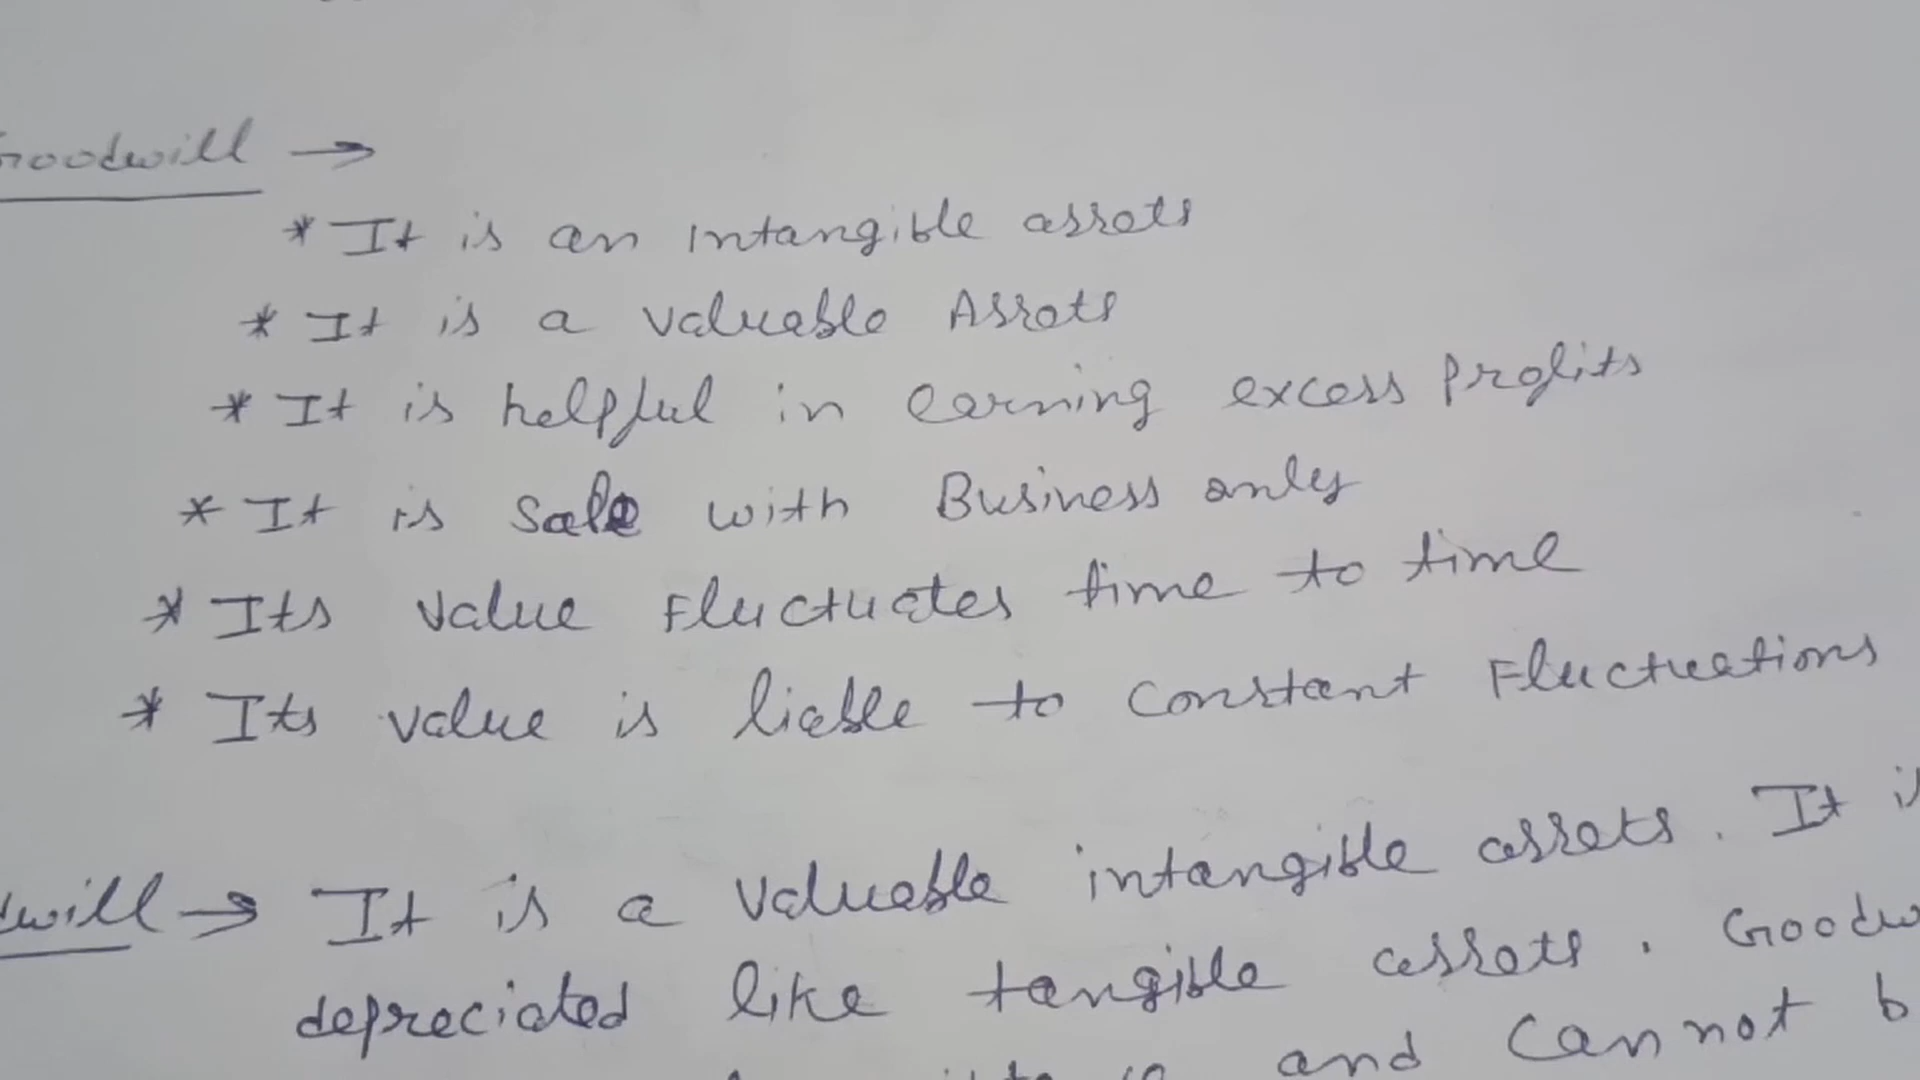 Goodwill →
* It is an intangible assets
* It is a valuable Assets
* It is helpful in earning excess Profits
* It is Sale with Business only
* Its value Fluctuates time to time
* Its value is liable to constant Fluctuations
will → It is a valuable intangible assets. It is
depreciated like tangible assets. Goodw
and cannot b